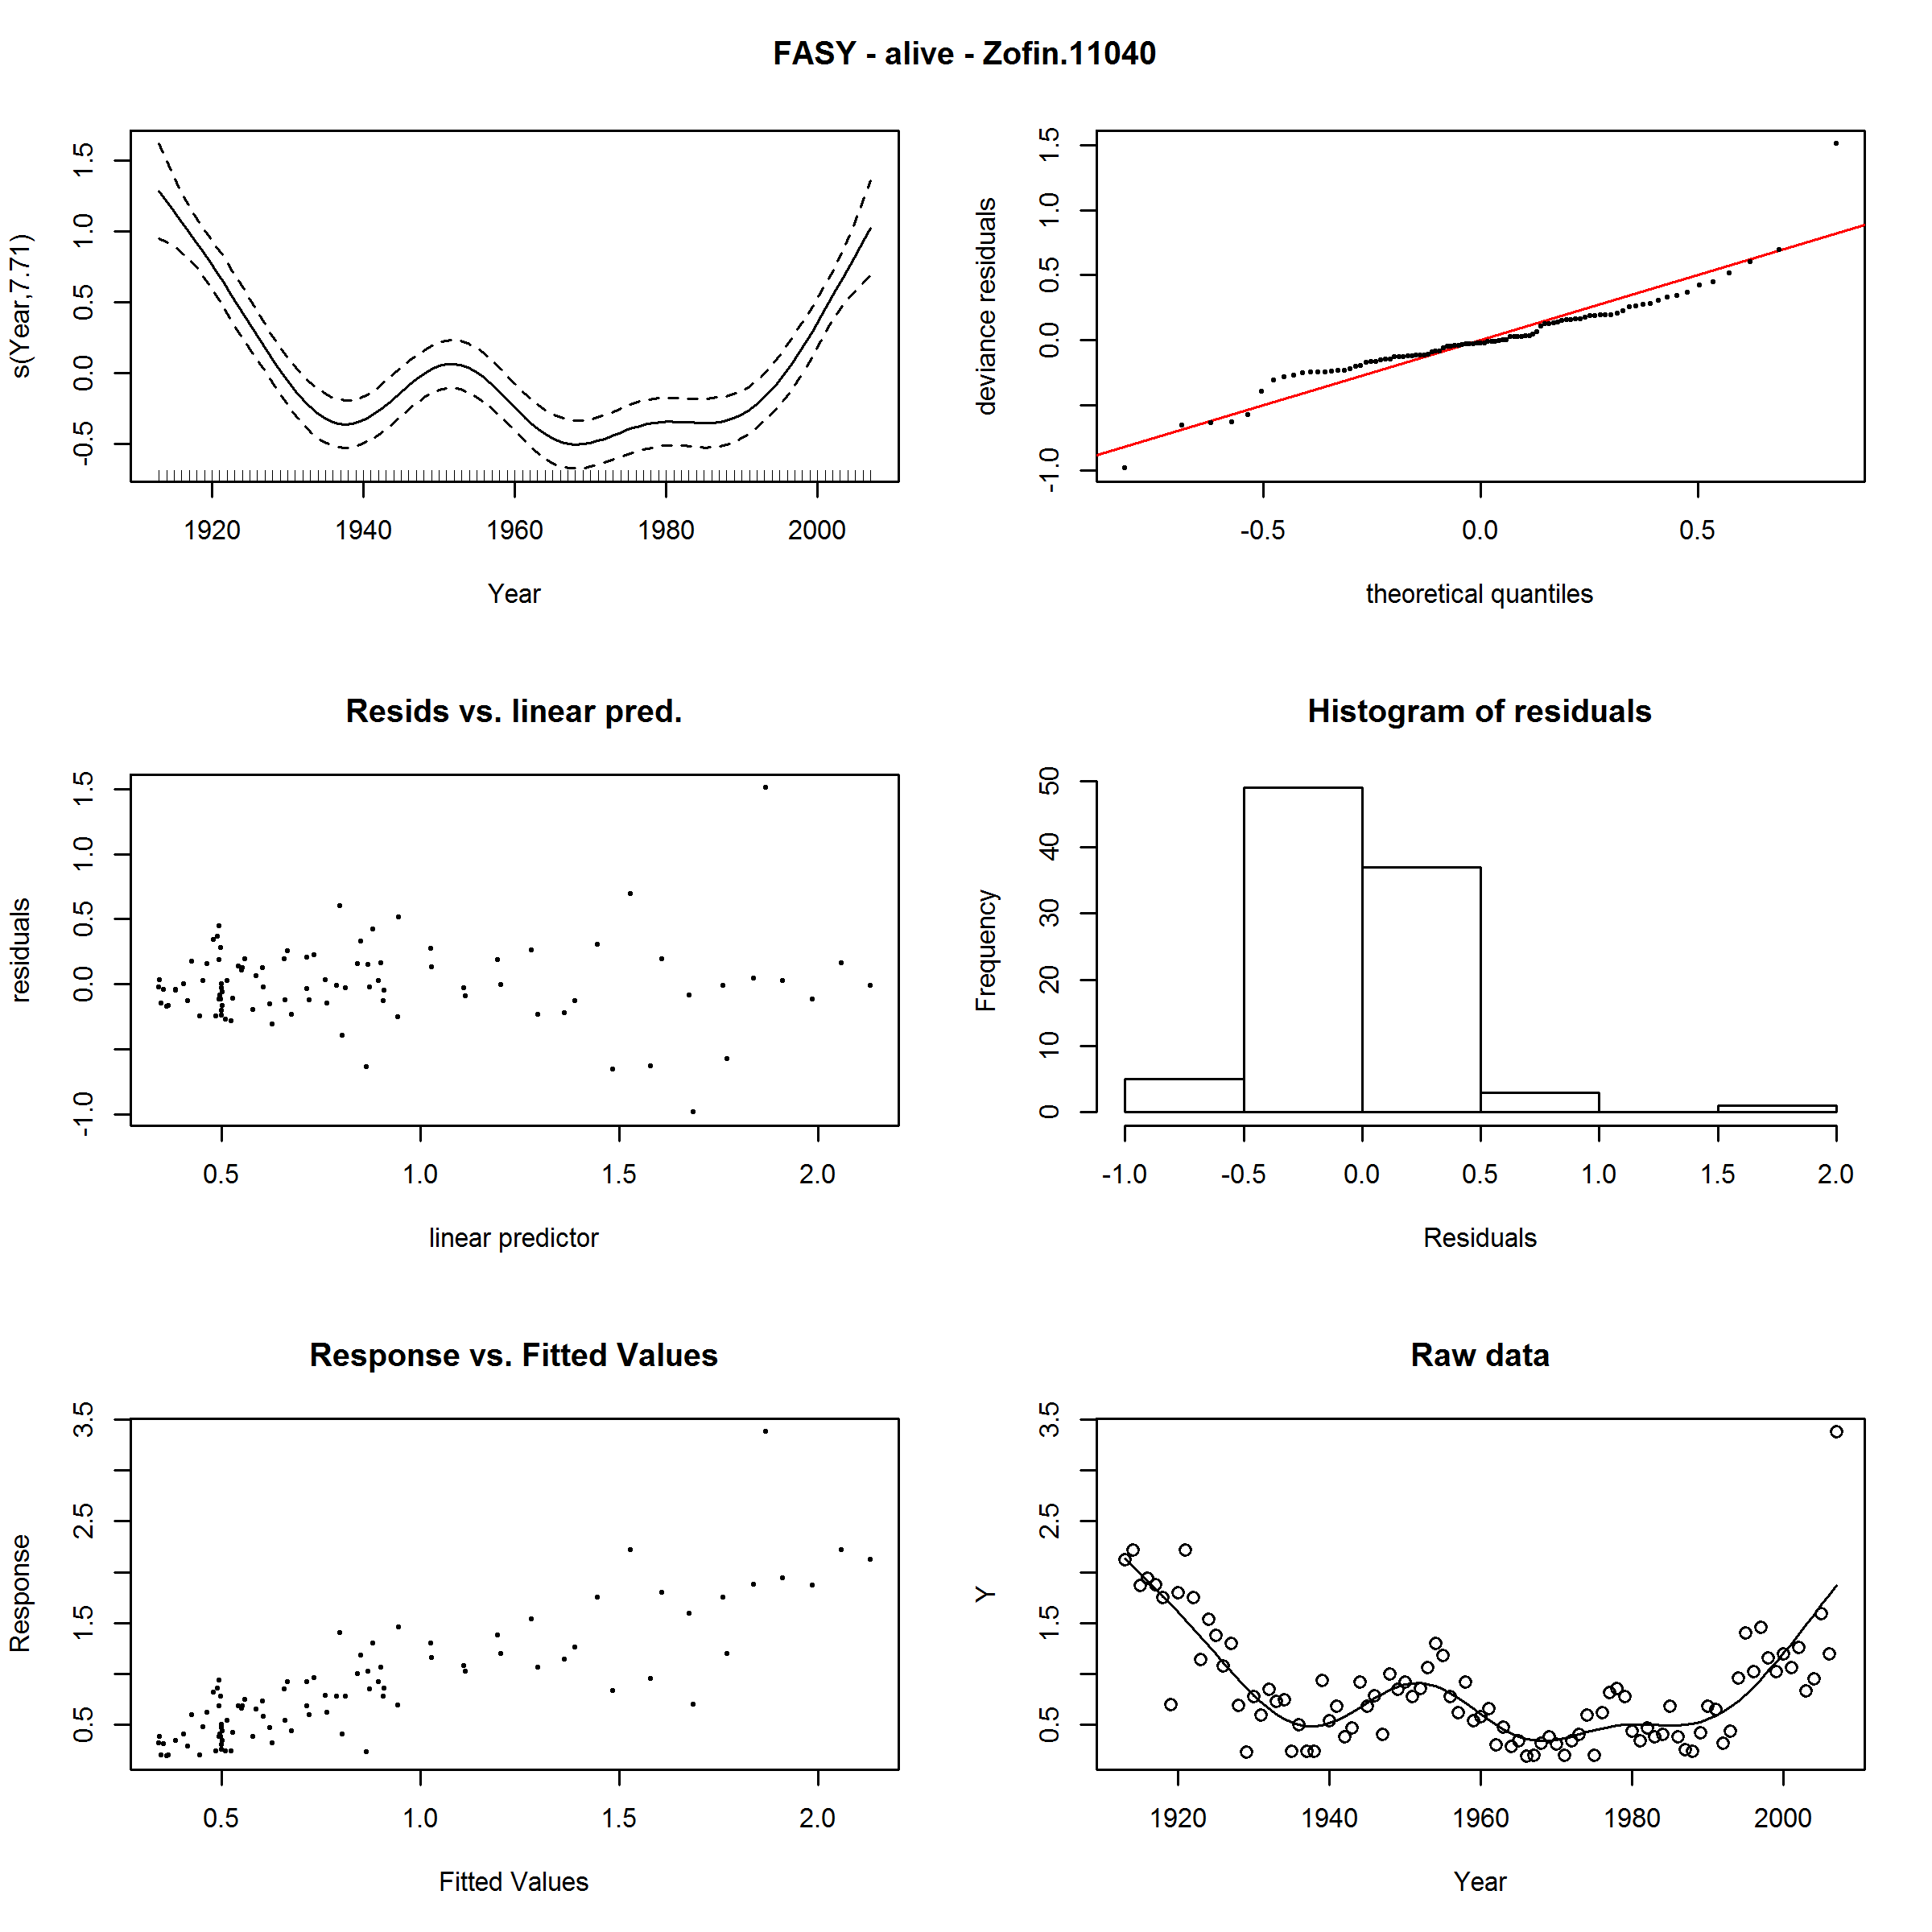 FASY - alive - Zofin.11040
s(Year,7.71)
-0.5 0.0 0.5 1.0 1.5
1920 1940 1960 1980 2000
Year
deviance residuals
-1.0 0.0 0.5 1.0 1.5
-0.5 0.0 0.5
theoretical quantiles
Resids vs. linear pred.
residuals
-1.0 0.0 0.5 1.0 1.5
0.5 1.0 1.5 2.0
linear predictor
Histogram of residuals
Frequency
0 10 20 30 40 50
-1.0 -0.5 0.0 0.5 1.0 1.5 2.0
Residuals
Response vs. Fitted Values
Response
0.5 1.5 2.5 3.5
0.5 1.0 1.5 2.0
Fitted Values
Raw data
Y
0.5 1.5 2.5 3.5
1920 1940 1960 1980 2000
Year